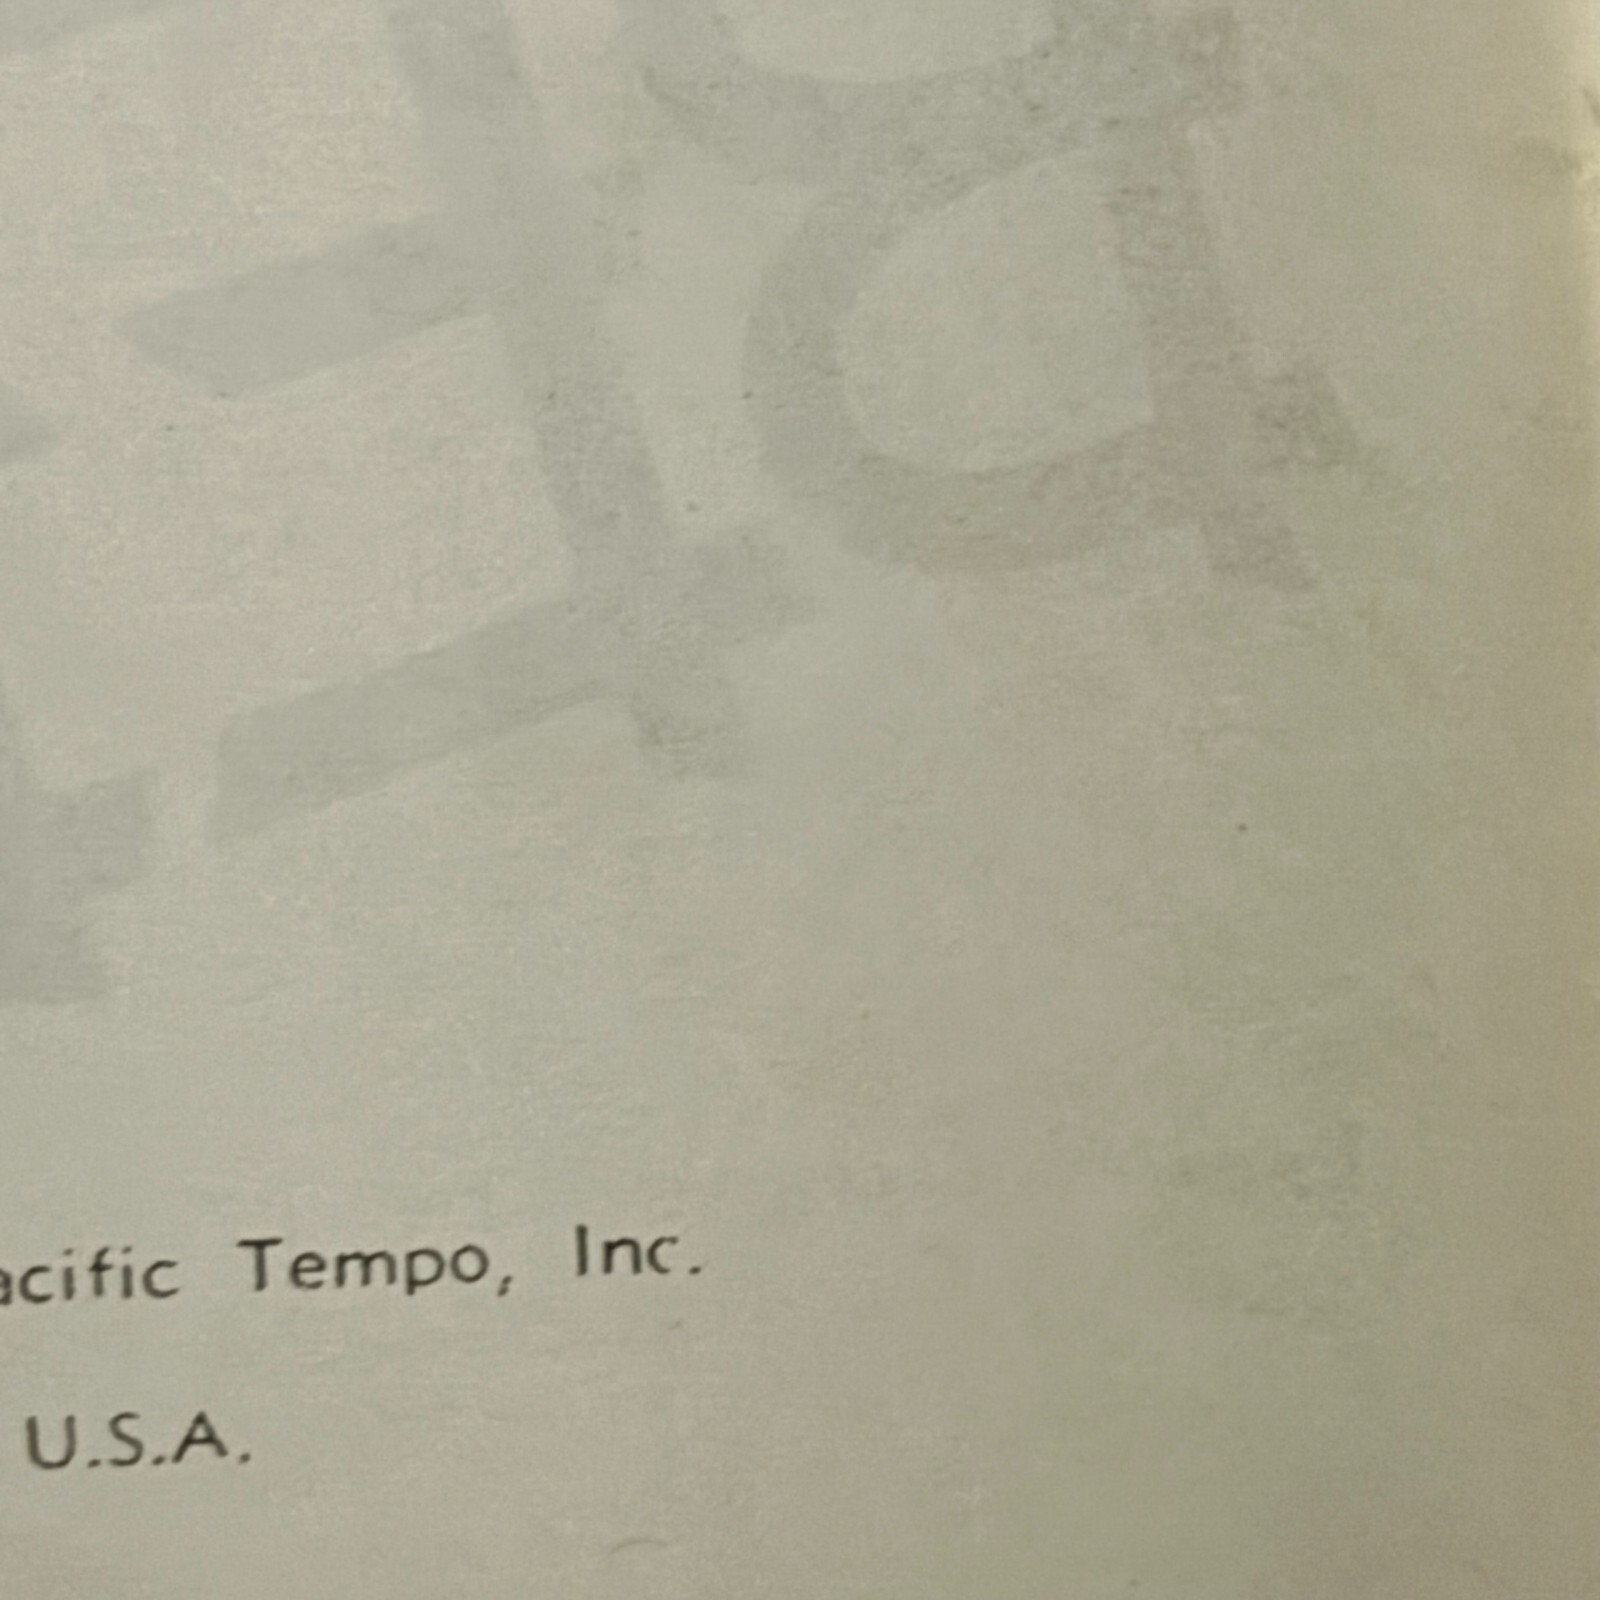 acific Tempo, Inc.
U.S.A.